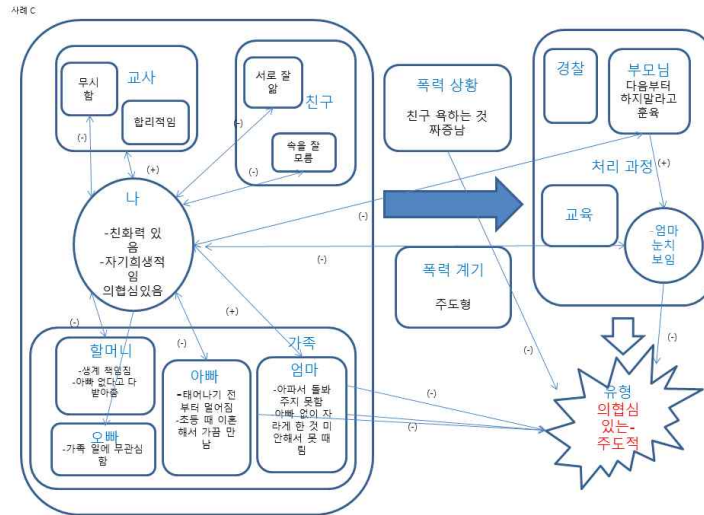 사례 C
교사
무시
함
합리적임
친구
서로 잘
앎
속을 잘
모름
폭력 상황
친구 욕하는 것
짜증남
경찰
부모님
다음부터
하지말라고
훈육
처리 과정
교육
-엄마
눈치
보임
(-)
(+)
(-)
(-)
(-)
(+)
(-)
나
-친화력 있
음
-자기희생적
임
의협심있음
폭력 계기
주도형
(-)
(-)
(+)
(-)
(-)
가족
할머니
-생계 책임짐
-아빠 없다고 다
받아줌
오빠
-가족 일에 무관심
함
아빠
-태어나기 전
부터 떨어짐
-초등 때 이혼
해서 가끔 만
남
엄마
-아파서 돌봐
주지 못함
-아빠 없이 자
라게 한 것 미
안해서 못 때
림
(-)
(-)
(-)
유형
의협심
있는-
주도적